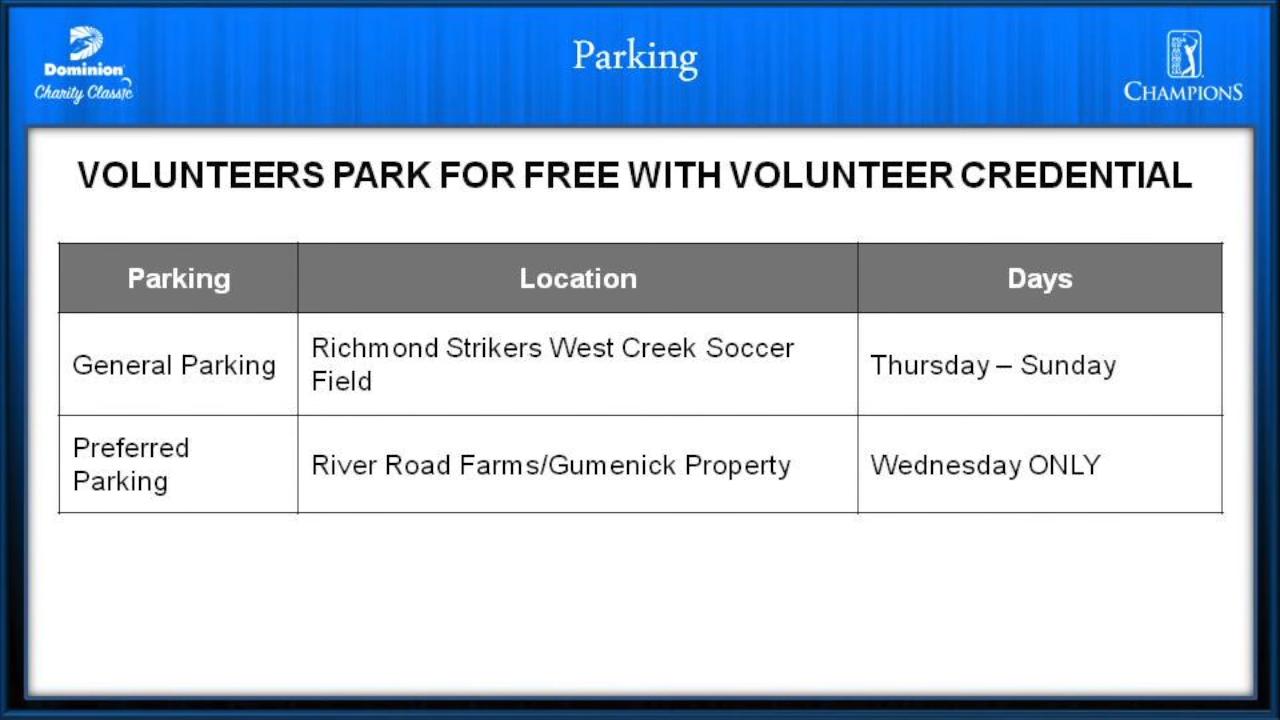 Dominion
Charity Classic
Parking
CHAMPIONS
VOLUNTEERS PARK FOR FREE WITH VOLUNTEER CREDENTIAL
Parking
Location
Days
General Parking
Richmond Strikers West Creek Soccer
Field
Thursday – Sunday
Preferred
Parking
River Road Farms/Gumenick Property
Wednesday ONLY